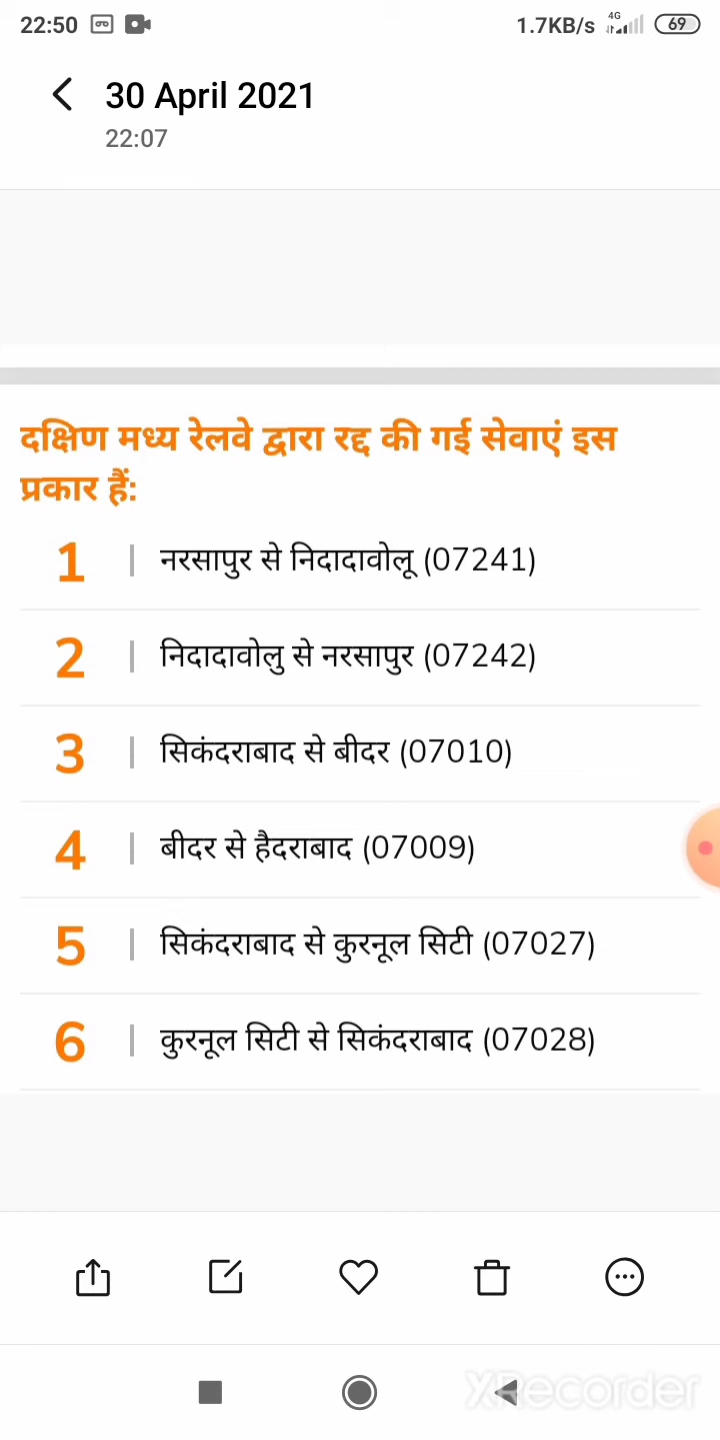 22:50 1.7KB/s 4G 69
30 April 2021
22:07
दक्षिण मध्य रेलवे द्वारा रद्द की गई सेवाएं इस
प्रकार हैं:
1 | नरसापुर से निदादावोलू (07241)
2 | निदादावोलु से नरसापुर (07242)
3 | सिकंदराबाद से बीदर (07010)
4 | बीदर से हैदराबाद (07009)
5 | सिकंदराबाद से कुरनूल सिटी (07027)
6 | कुरनूल सिटी से सिकंदराबाद (07028)
XRecorder